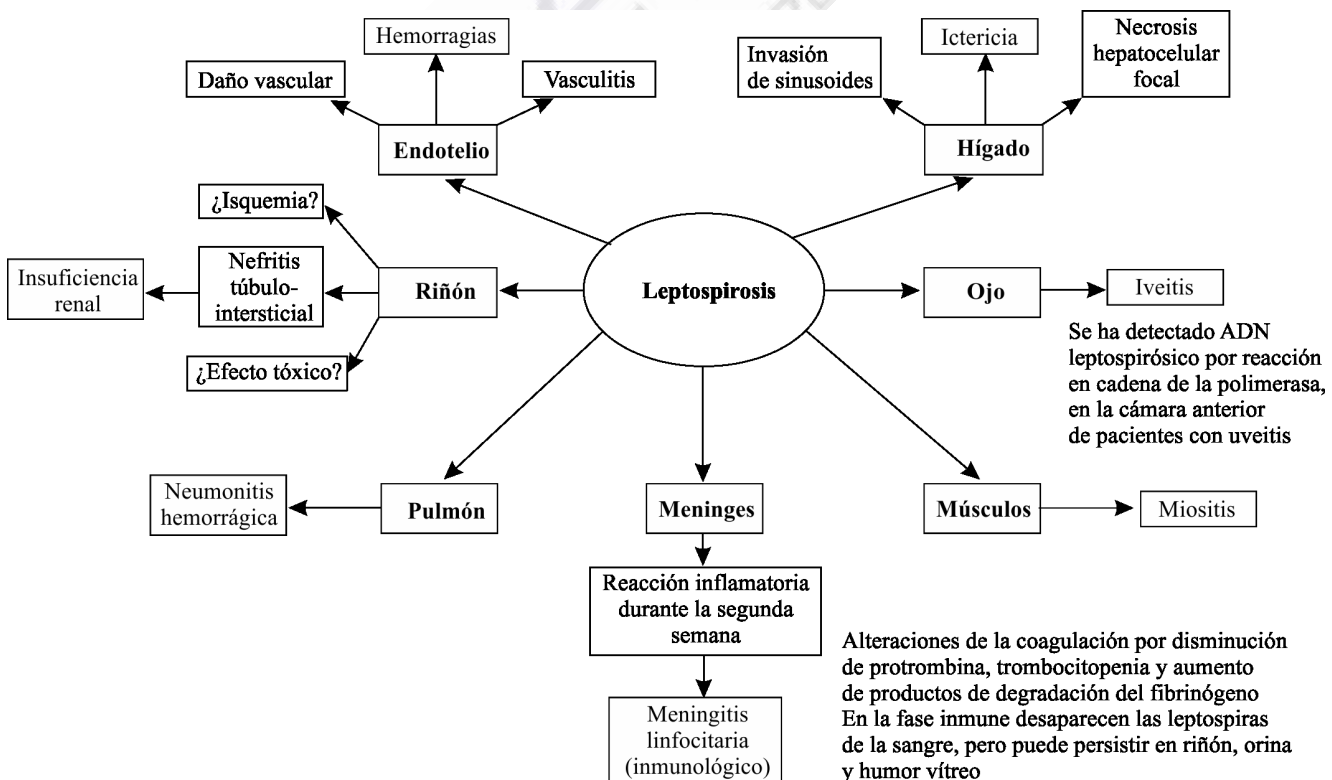 Hemorragias
Daño vascular
Vasculitis
Endotelio
Invasión
de sinusoides
Ictericia
Necrosis
hepatocelular
focal
Hígado
¿Isquemia?
Insuficiencia
renal
Nefritis
túbulo-
intersticial
Riñón
¿Efecto tóxico?
Leptospirosis
Ojo
Iveitis
Se ha detectado ADN
leptospirósico por reacción
en cadena de la polimerasa,
en la cámara anterior
de pacientes con uveitis
Neumonitis
hemorrágica
Pulmón
Meninges
Músculos
Miositis
Reacción inflamatoria
durante la segunda
semana
Meningitis
linfocitaria
(inmunológico)
Alteraciones de la coagulación por disminución
de protrombina, trombocitopenia y aumento
de productos de degradación del fibrinógeno
En la fase inmune desaparecen las leptospiras
de la sangre, pero puede persistir en riñón, orina
y humor vítreo